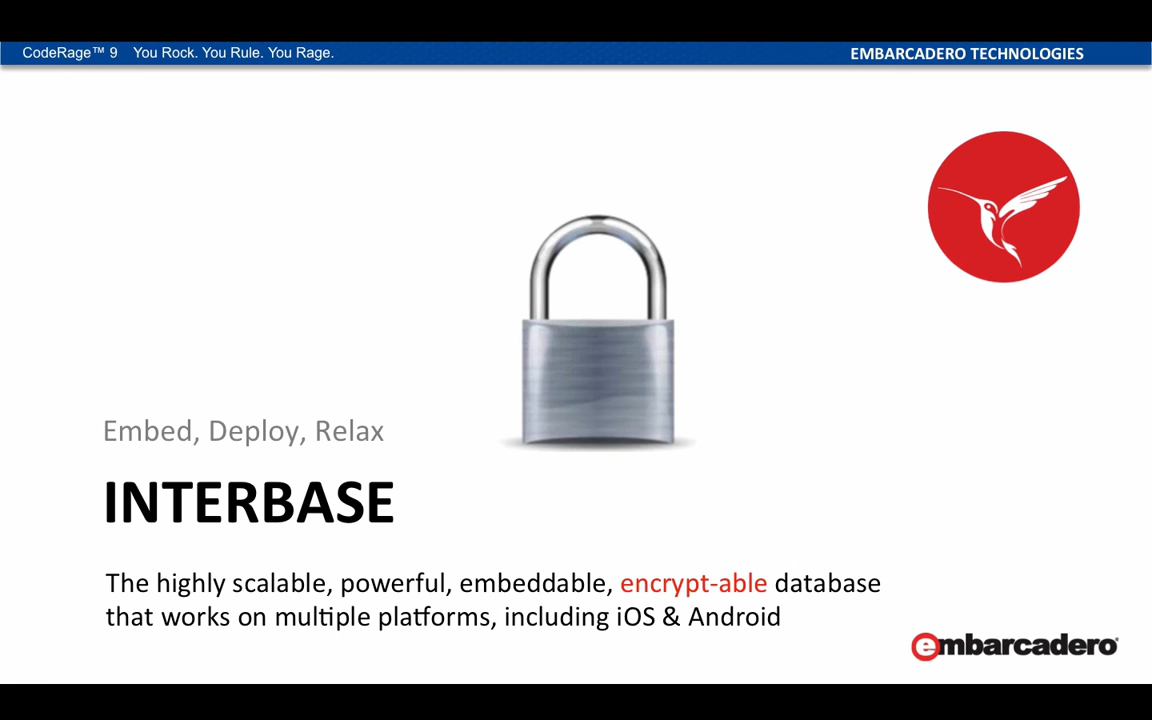 CodeRage™ 9 You Rock. You Rule. You Rage.
EMBARCADERO TECHNOLOGIES
Embed, Deploy, Relax
INTERBASE
The highly scalable, powerful, embeddable, encrypt-able database
that works on multiple platforms, including iOS & Android
embarcadero®